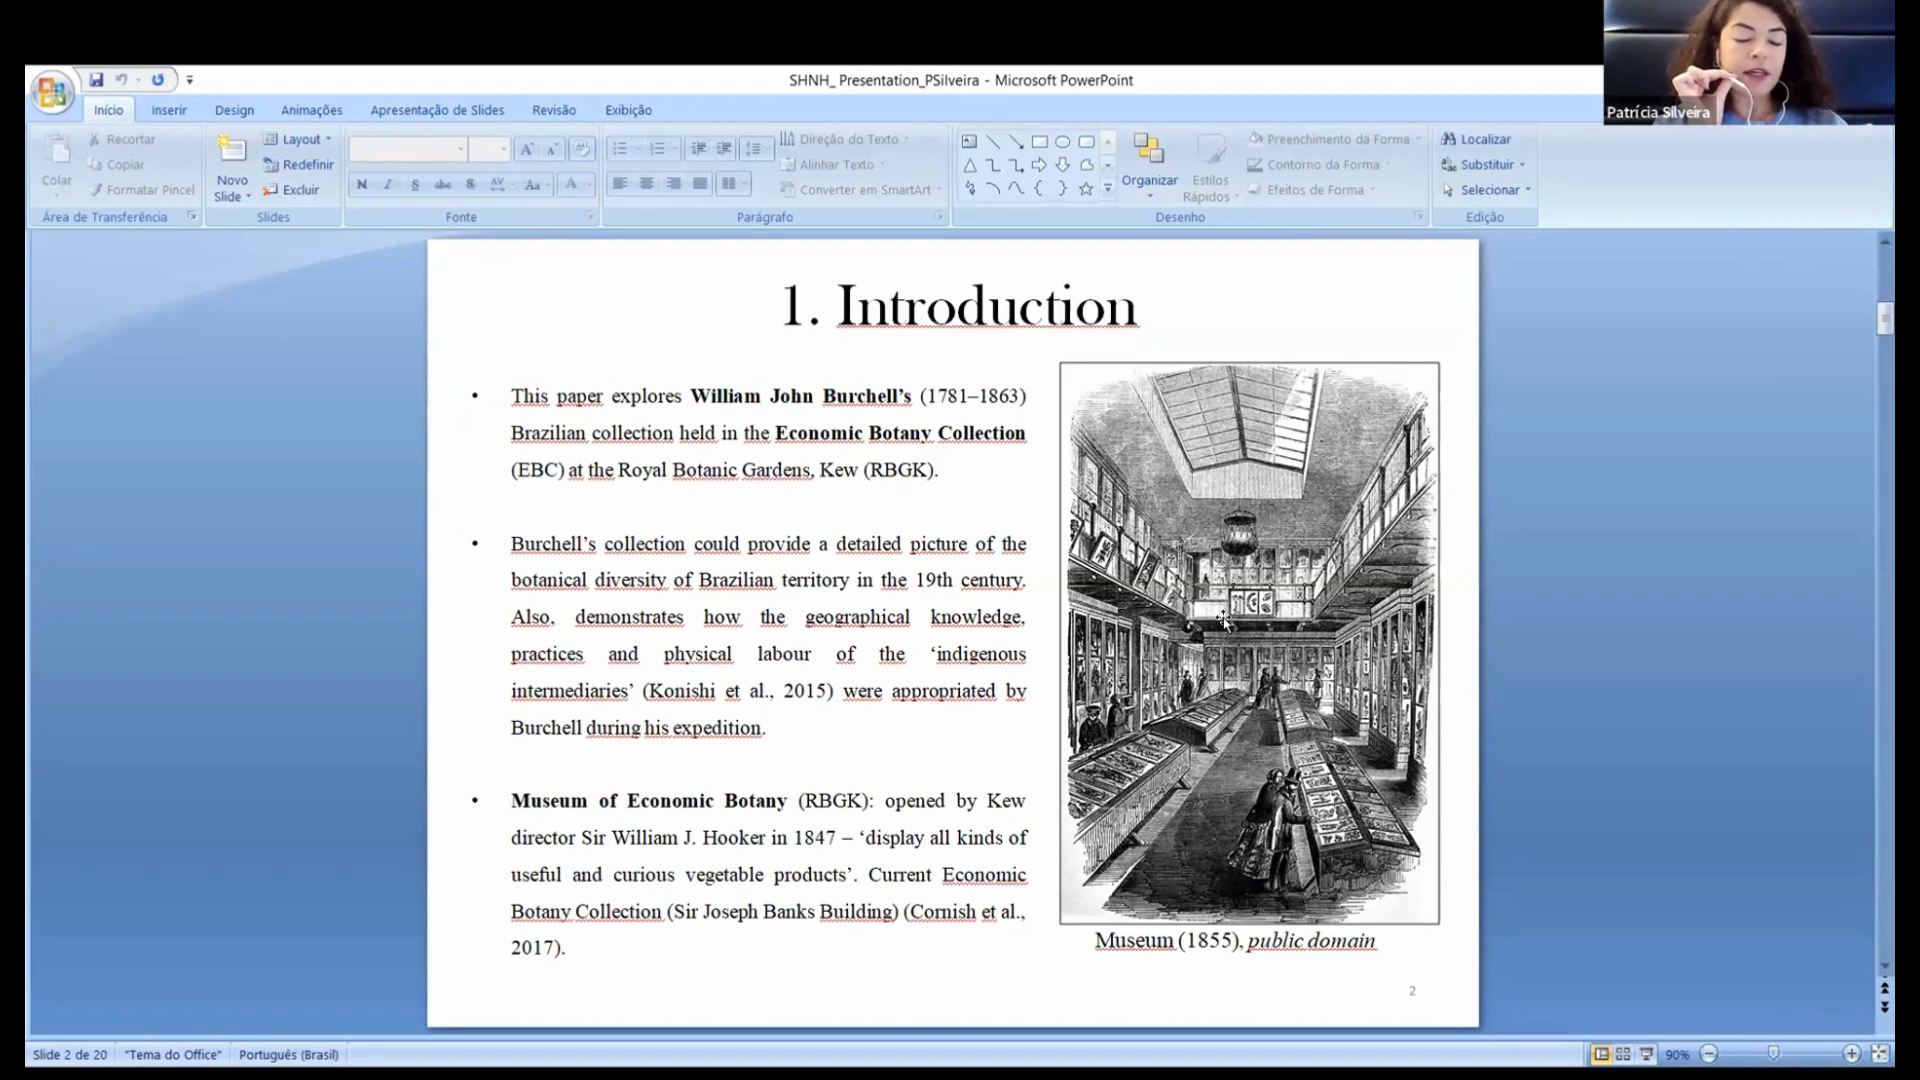 SHNH_ Presentation_PSilveira - Microsoft PowerPoint
Patrícia Silveira
Início Inserir Design Animações Apresentação de Slides Revisão Exibição
Colar
Recortar
Copiar
Formatar Pincel
Área de Transferência
Novo
Slide
Layout
Redefinir
Excluir
Slides
N I S abc S AV Aa A
Fonte
Direção do Texto
Alinhar Texto
Converter em SmartArt
Parágrafo
Organizar
Estilos
Rápidos
Preenchimento da Forma
Contorno da Forma
Efeitos de Forma
Desenho
Localizar
Substituir
Selecionar
Edição
1. Introduction
• This paper explores William John Burchell's (1781–1863)
Brazilian collection held in the Economic Botany Collection
(EBC) at the Royal Botanic Gardens, Kew (RBGK).
• Burchell's collection could provide a detailed picture of the
botanical diversity of Brazilian territory in the 19th century.
Also, demonstrates how the geographical knowledge,
practices and physical labour of the ‘indigenous
intermediaries’ (Konishi et al., 2015) were appropriated by
Burchell during his expedition.
• Museum of Economic Botany (RBGK): opened by Kew
director Sir William J. Hooker in 1847 – ‘display all kinds of
useful and curious vegetable products’. Current Economic
Botany Collection (Sir Joseph Banks Building) (Cornish et al.,
2017).
Museum (1855), public domain
2
Slide 2 de 20 "Tema do Office" Português (Brasil)
90%